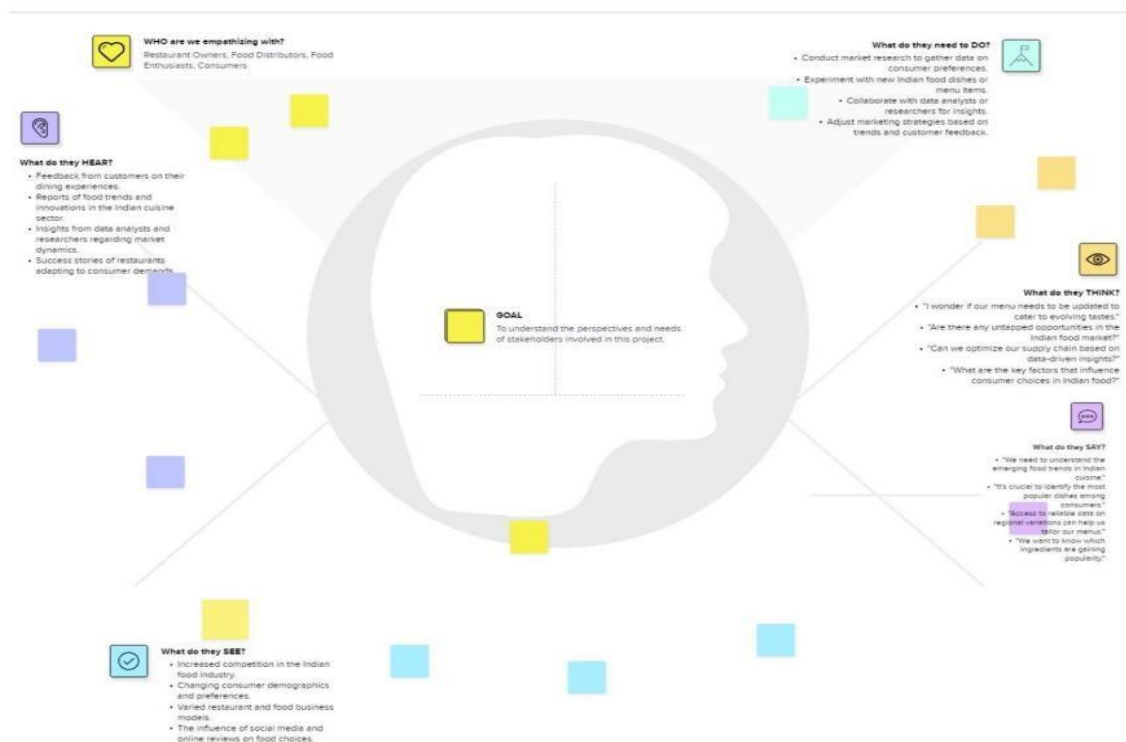 WHO are we empathizing with?
Restaurant Owners, Food Distributors, Food
Enthusiasts, Consumers.
What do they need to DO?
• Conduct market research to gather data on
consumer preferences.
• Experiment with new Indian food dishes or
menu items.
• Collaborate with data analysts or
researchers for insights.
• Adjust marketing strategies based on
trends and customer feedback.
What do they HEAR?
• Feedback from customers on their
dining experiences.
• Reports of food trends and
innovations in the Indian cuisine
sector.
• Insights from data analysts and
researchers regarding market
dynamics.
• Success stories of restaurants
adapting to consumer demands.
GOAL
To understand the perspectives and needs
of stakeholders involved in this project.
What do they THINK?
• "I wonder if our menu needs to be updated to
cater to evolving tastes."
• "Are there any untapped opportunities in the
Indian food market?"
• "Can we optimize our supply chain based on
data-driven insights?"
• "What are the key factors that influence
consumer choices in Indian food?"
What do they SAY?
• "We need to understand the
emerging food trends in Indian
cuisine."
• "It's crucial to identify the most
popular dishes among
consumers."
• "Access to reliable data on
regional variations can help us
tailor our menus."
• "We want to know which
ingredients are gaining
popularity."
What do they SEE?
• Increased competition in the Indian
food industry.
• Changing consumer demographics
and preferences.
• Varied restaurant and food business
models.
• The influence of social media and
online reviews on food choices.